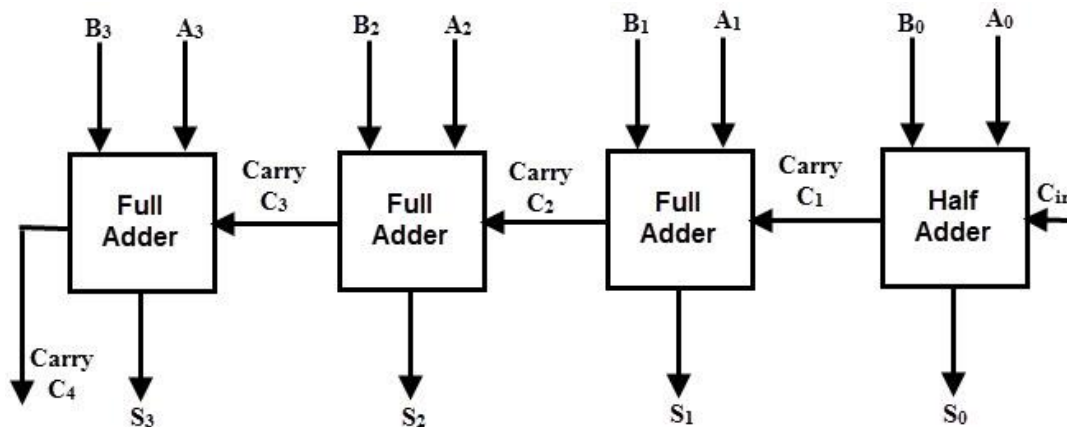 B₃ A₃ B₂ A₂ B₁ A₁ B₀ A₀
Full
Adder
Carry
C₃
Full
Adder
Carry
C₂
Full
Adder
Carry
C₁
Half
Adder
Cin
Carry
C₄
S₃ S₂ S₁ S₀